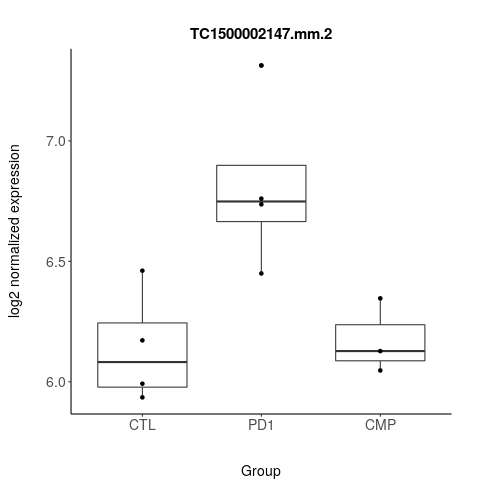 TC1500002147.mm.2
log2 normalized expression
7.0
6.5
6.0
CTL
PD1
CMP
Group